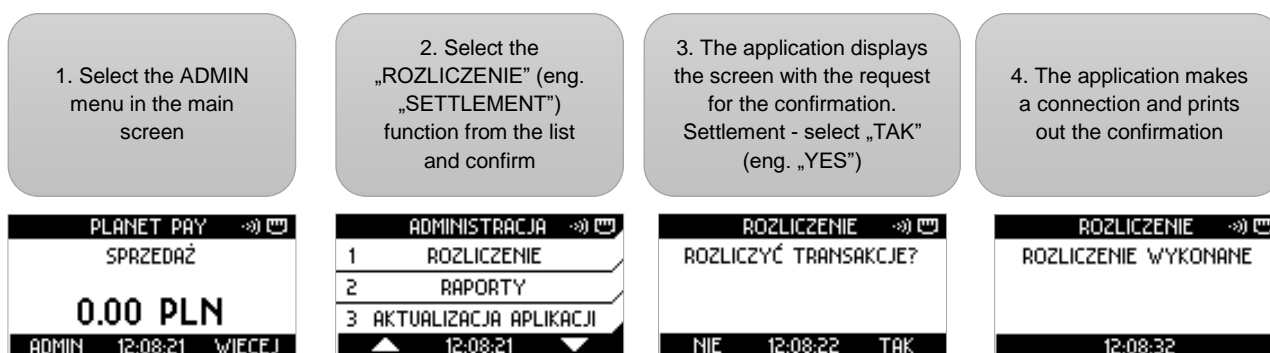 1. Select the ADMIN
menu in the main
screen
2. Select the
„ROZLICZENIE” (eng.
„SETTLEMENT”)
function from the list
and confirm
3. The application displays
the screen with the request
for the confirmation.
Settlement - select „TAK”
(eng. „YES”)
4. The application makes
a connection and prints
out the confirmation
PLANET PAY
SPRZEDAŻ
0.00 PLN
ADMIN 12:08:21 WIĘCEJ
ADMINISTRACJA
1 ROZLICZENIE
2 RAPORTY
3 AKTUALIZACJA APLIKACJI
12:08:21
ROZLICZENIE
ROZLICZYĆ TRANSAKCJE?
NIE 12:08:22 TAK
ROZLICZENIE
ROZLICZENIE WYKONANE
12:08:32